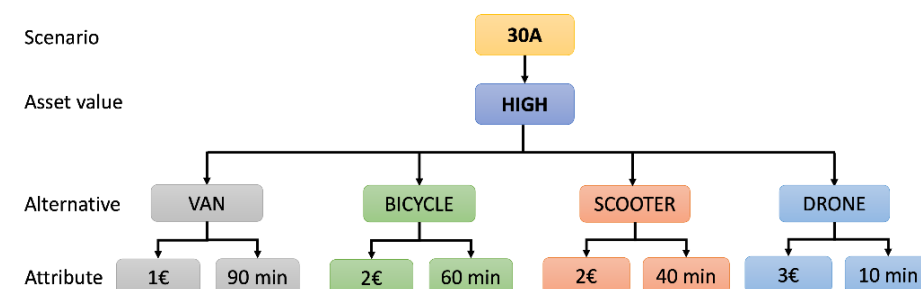 Scenario
30A
Asset value
HIGH
Alternative
VAN
BICYCLE
SCOOTER
DRONE
Attribute
1€
90 min
2€
60 min
2€
40 min
3€
10 min